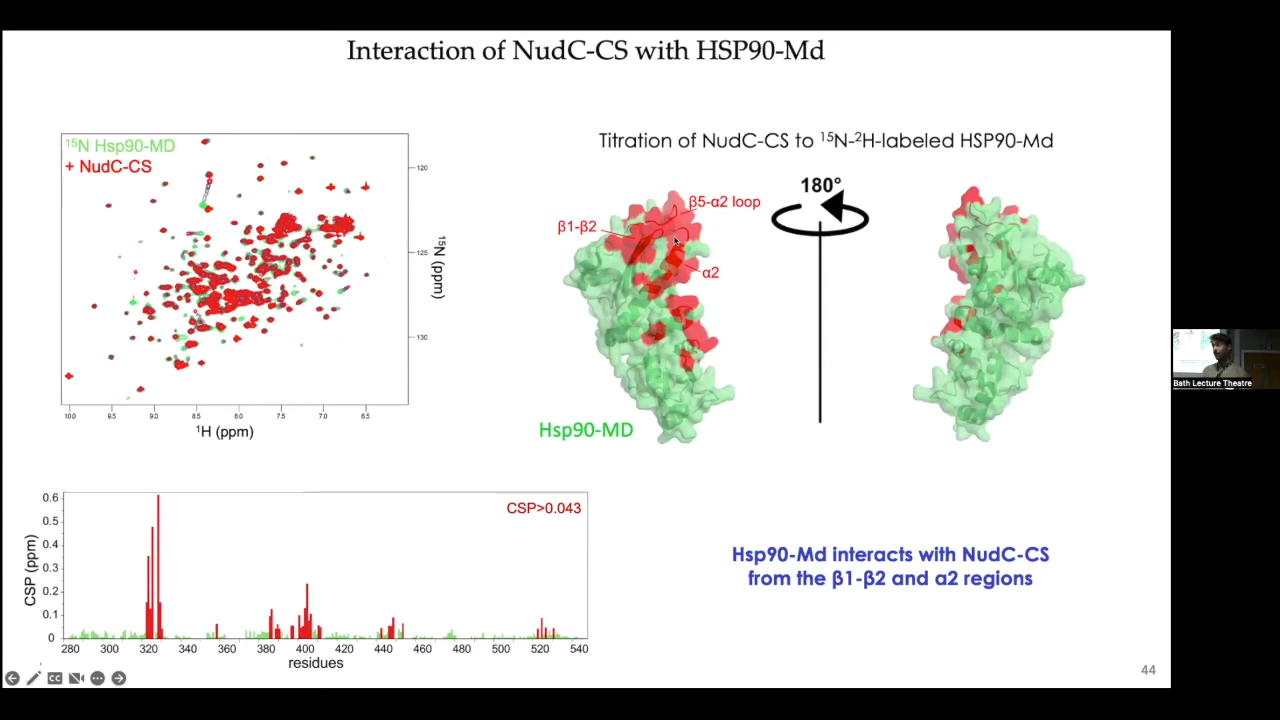 Interaction of NudC-CS with HSP90-Md
¹⁵N Hsp90-MD
+ NudC-CS
120
125
130
¹⁵N (ppm)
10.0 9.5 9.0 8.5 8.0 7.5 7.0 6.5
¹H (ppm)
Titration of NudC-CS to ¹⁵N-²H-labeled HSP90-Md
180°
β5-α2 loop
β1-β2
α2
Hsp90-MD
CSP>0.043
0.6
0.5
0.4
0.3
0.2
0.1
0
CSP (ppm)
280 300 320 340 360 380 400 420 440 460 480 500 520 540
residues
Hsp90-Md interacts with NudC-CS
from the β1-β2 and α2 regions
44
CC
Bath Lecture Theatre